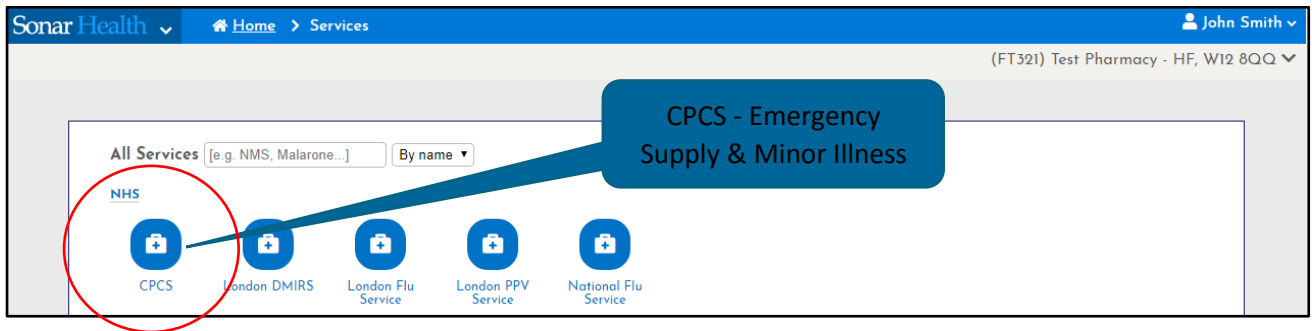 Sonar Health Home > Services John Smith
(FT321) Test Pharmacy - HF, W12 8QQ
CPCS - Emergency
Supply & Minor Illness
All Services [e.g. NMS, Malarone...] By name
NHS
CPCS London DMIRS London Flu London PPV National Flu
Service Service Service